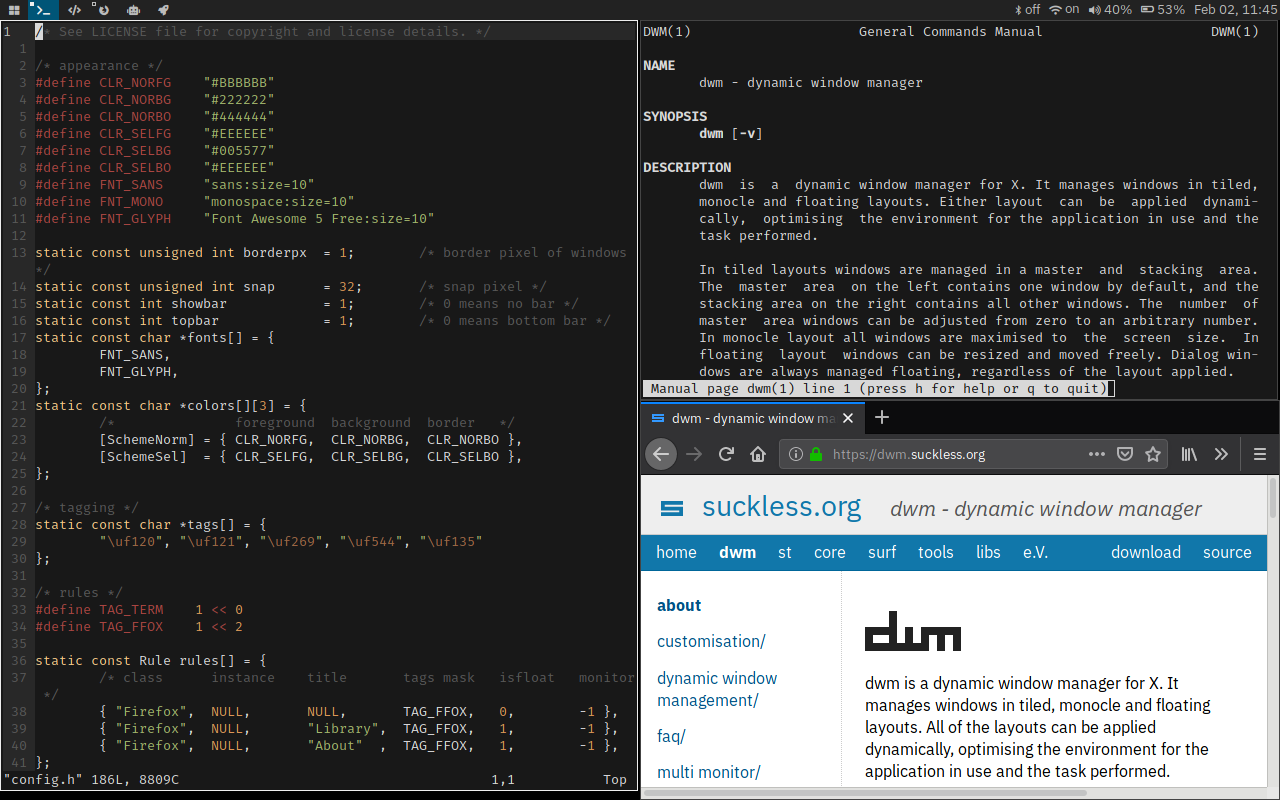 off on 40% 53% Feb 02, 11:45
1 /* See LICENSE file for copyright and license details. */
1
2 /* appearance */
3 #define CLR_NORFG    "#BBBBBB"
4 #define CLR_NORBG    "#222222"
5 #define CLR_NORBO    "#444444"
6 #define CLR_SELFG    "#EEEEEE"
7 #define CLR_SELBG    "#005577"
8 #define CLR_SELBO    "#EEEEEE"
9 #define FNT_SANS     "sans:size=10"
10 #define FNT_MONO     "monospace:size=10"
11 #define FNT_GLYPH    "Font Awesome 5 Free:size=10"
12
13 static const unsigned int borderpx  = 1;        /* border pixel of windows
*/
14 static const unsigned int snap      = 32;       /* snap pixel */
15 static const int showbar            = 1;        /* 0 means no bar */
16 static const int topbar             = 1;        /* 0 means bottom bar */
17 static const char *fonts[] = {
18         FNT_SANS,
19         FNT_GLYPH,
20 };
21 static const char *colors[][3] = {
22         /*               foreground  background  border   */
23         [SchemeNorm] = { CLR_NORFG,  CLR_NORBG,  CLR_NORBO },
24         [SchemeSel]  = { CLR_SELFG,  CLR_SELBG,  CLR_SELBO },
25 };
26
27 /* tagging */
28 static const char *tags[] = {
29         "\uf120", "\uf121", "\uf269", "\uf544", "\uf135"
30 };
31
32 /* rules */
33 #define TAG_TERM    1 << 0
34 #define TAG_FFOX    1 << 2
35
36 static const Rule rules[] = {
37         /* class      instance    title       tags mask   isfloat   monitor
*/
38         { "Firefox",  NULL,       NULL,       TAG_FFOX,   0,        -1 },
39         { "Firefox",  NULL,       "Library",  TAG_FFOX,   1,        -1 },
40         { "Firefox",  NULL,       "About"  ,  TAG_FFOX,   1,        -1 },
41 };
"config.h" 186L, 8809C                                       1,1           Top
DWM(1)                     General Commands Manual                     DWM(1)
NAME
dwm - dynamic window manager
SYNOPSIS
dwm [-v]
DESCRIPTION
dwm  is  a  dynamic window manager for X. It manages windows in tiled,
monocle and floating layouts. Either layout  can  be  applied  dynami-
cally,  optimising  the environment for the application in use and the
task performed.
In tiled layouts windows are managed in a master  and  stacking  area.
The  master  area  on the left contains one window by default, and the
stacking area on the right contains all other windows. The  number  of
master  area windows can be adjusted from zero to an arbitrary number.
In monocle layout all windows are maximised to  the  screen  size.  In
floating  layout  windows can be resized and moved freely. Dialog win-
dows are always managed floating, regardless of the layout applied.
Manual page dwm(1) line 1 (press h for help or q to quit)
dwm - dynamic window ma
https://dwm.suckless.org
suckless.org dwm - dynamic window manager
home dwm st core surf tools libs e.V. download source
about
customisation/
dynamic window
management/
faq/
multi monitor/
dwm
dwm is a dynamic window manager for X. It
manages windows in tiled, monocle and floating
layouts. All of the layouts can be applied
dynamically, optimising the environment for the
application in use and the task performed.